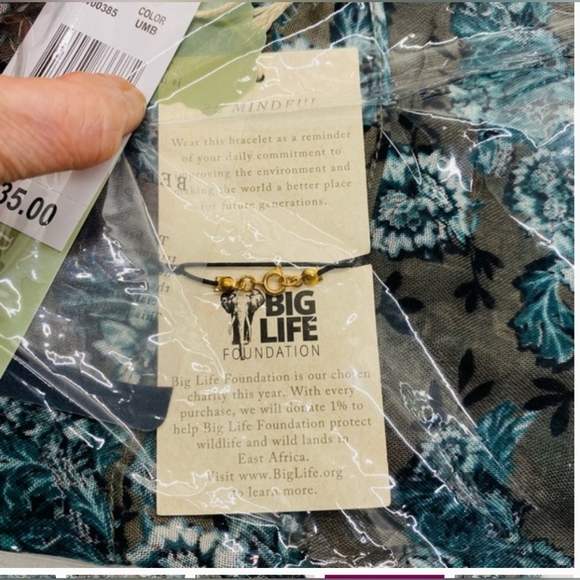 00385
COLOR
UMB
35.00
MINDFUL
Wear this bracelet as a reminder
of your daily commitment to
improving the environment and
making the world a better place
for future generations.
BIG
LIFE
FOUNDATION
Big Life Foundation is our chosen
charity this year. With every
purchase, we will donate 1% to
help Big Life Foundation protect
wildlife and wild lands in
East Africa.
Visit www.BigLife.org
to learn more.